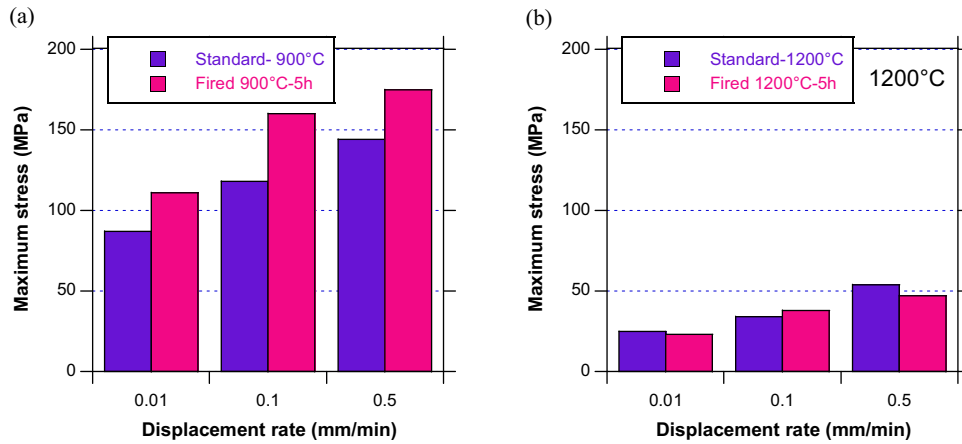 (a)
Standard- 900°C
Fired 900°C-5h
200
150
100
50
0
Maximum stress (MPa)
0.01 0.1 0.5
Displacement rate (mm/min)
(b)
Standard-1200°C
Fired 1200°C-5h
1200°C
200
150
100
50
0
Maximum stress (MPa)
0.01 0.1 0.5
Displacement rate (mm/min)